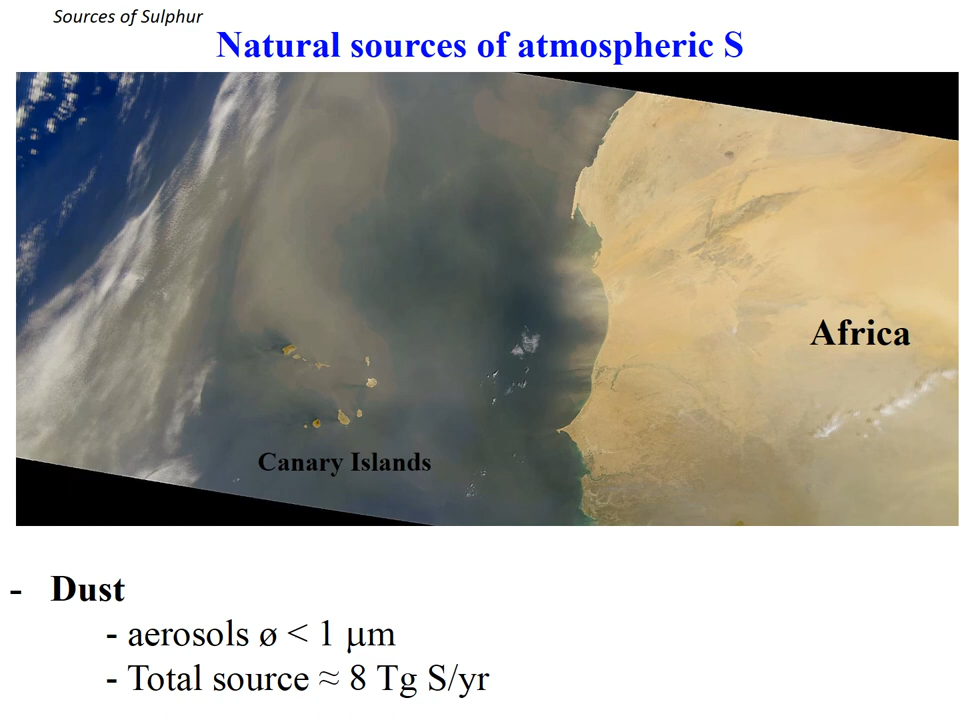 Sources of Sulphur
Natural sources of atmospheric S
Africa
Canary Islands
- Dust
- aerosols ø < 1 μm
- Total source ≈ 8 Tg S/yr